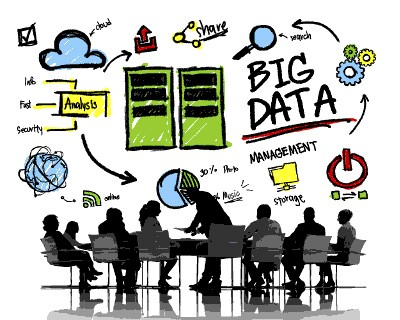 cloud
share
search
BIG
DATA
Info
Fast
Analysis
Security
MANAGEMENT
30% Photo
% Music
online
storage